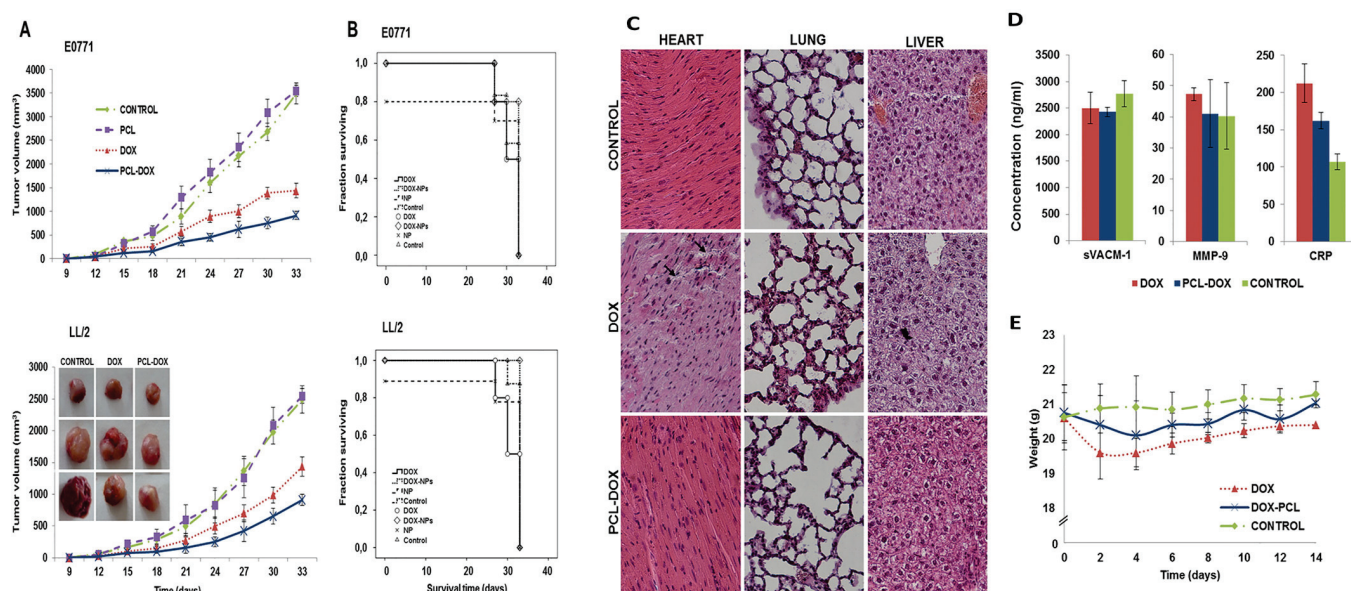 A
E0771
Tumor volume (mm³)
4000
3500
3000
2500
2000
1500
1000
500
0
CONTROL
PCL
DOX
PCL-DOX
9 12 15 18 21 24 27 30 33
LL/2
Tumor volume (mm³)
3000
2500
2000
1500
1000
500
0
CONTROL DOX PCL-DOX
9 12 15 18 21 24 27 30 33
Time (days)
B
E0771
Fraction surviving
1,0
0,8
0,6
0,4
0,2
0,0
DOX
DOX-NPs
NP
Control
DOX
DOX-NPs
NP
Control
0 20 30 40
LL/2
Fraction surviving
1,0
0,8
0,6
0,4
0,2
0,0
DOX
DOX-NPs
NP
Control
DOX
DOX-NPs
NP
Control
0 20 30 40
Survival time (days)
C
HEART LUNG LIVER
CONTROL
DOX
PCL-DOX
D
Concentration (ng/ml)
3500
3000
2500
2000
1500
1000
500
0
sVACM-1
60
50
40
30
20
10
0
MMP-9
250
200
150
100
50
0
CRP
DOX PCL-DOX CONTROL
E
Weight (g)
23
22
21
20
19
18
0
DOX
DOX-PCL
CONTROL
0 2 4 6 8 10 12 14
Time (days)